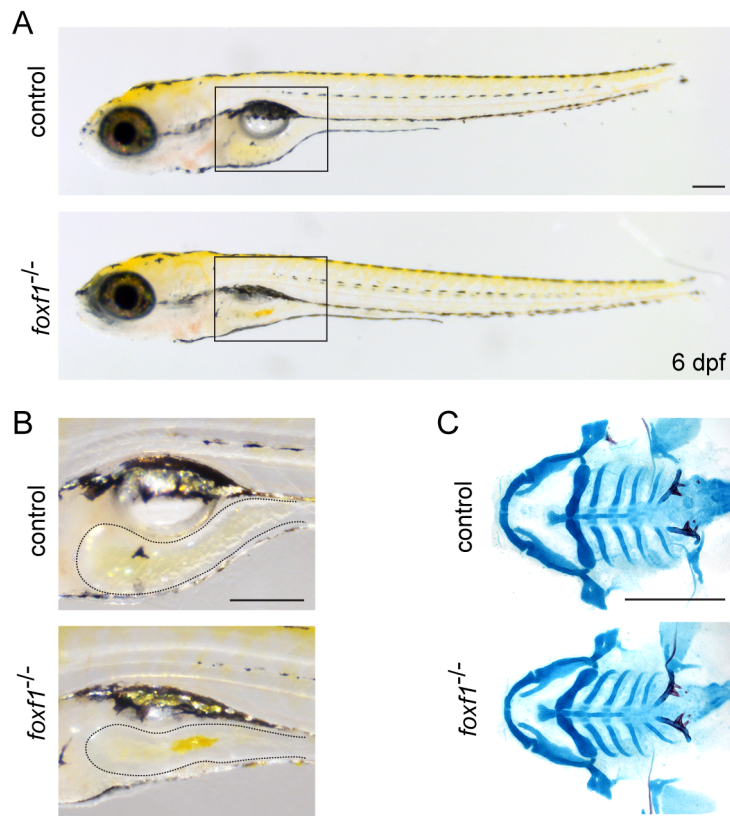 A
control
foxf1-/-
6 dpf
B
control
foxf1-/-
C
control
foxf1-/-